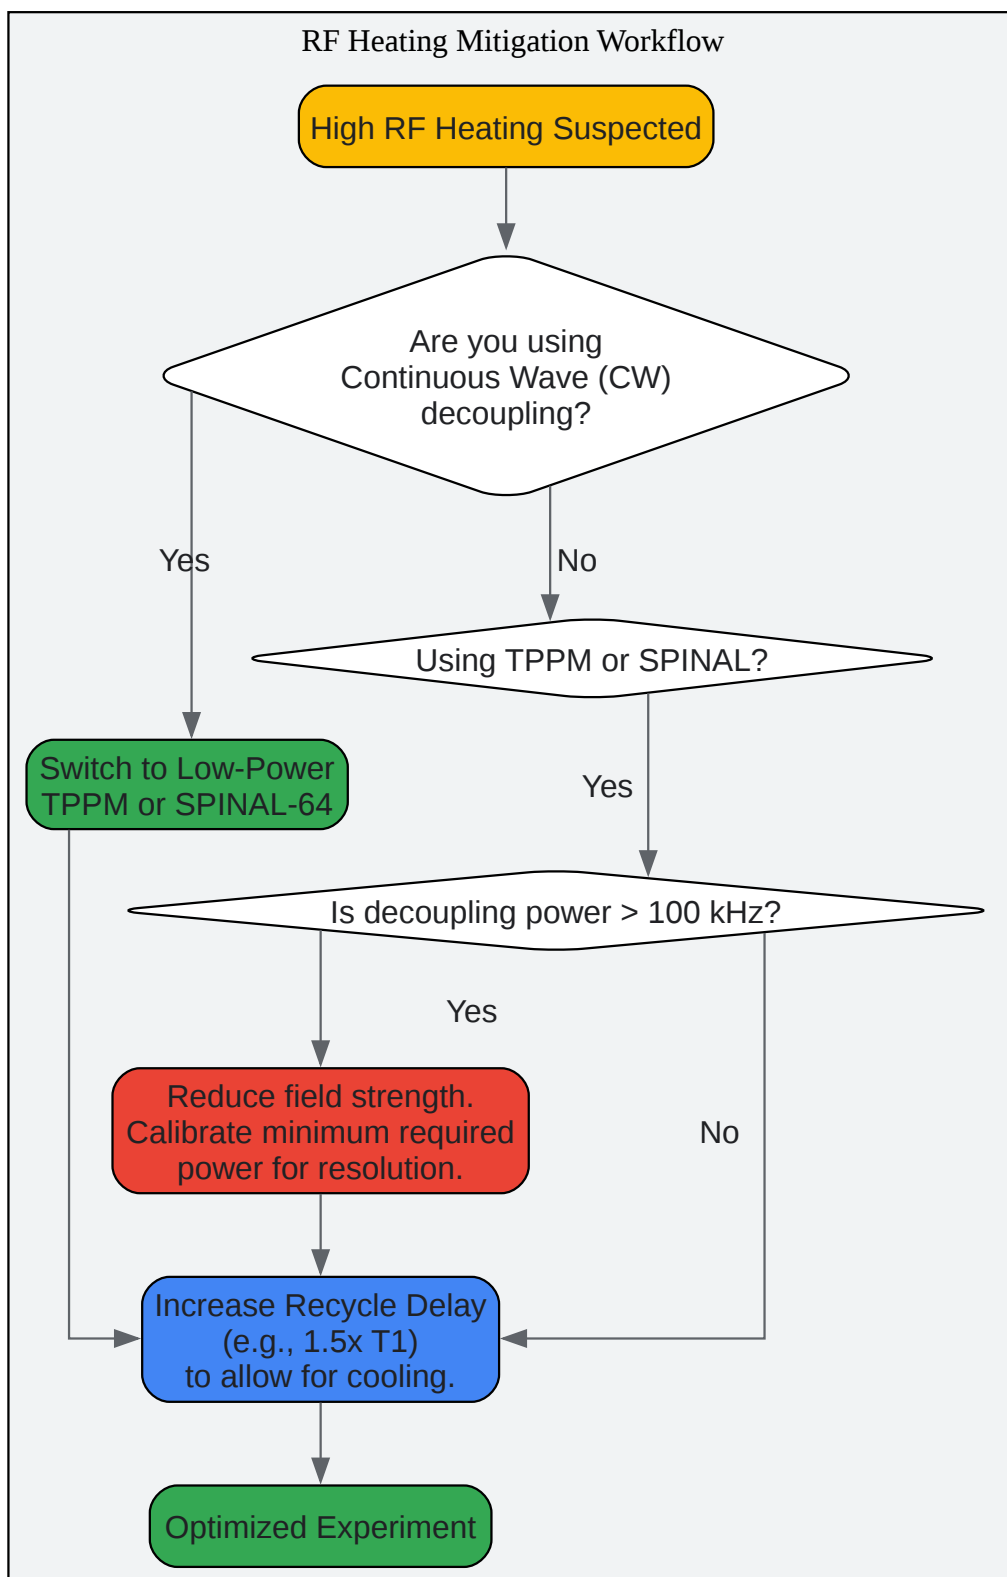 RF Heating Mitigation Workflow
High RF Heating Suspected
Are you using
Continuous Wave (CW)
decoupling?
Yes
No
Using TPPM or SPINAL?
Switch to Low-Power
TPPM or SPINAL-64
Yes
Is decoupling power > 100 kHz?
Yes
No
Reduce field strength.
Calibrate minimum required
power for resolution.
Increase Recycle Delay
(e.g., 1.5x T1)
to allow for cooling.
Optimized Experiment